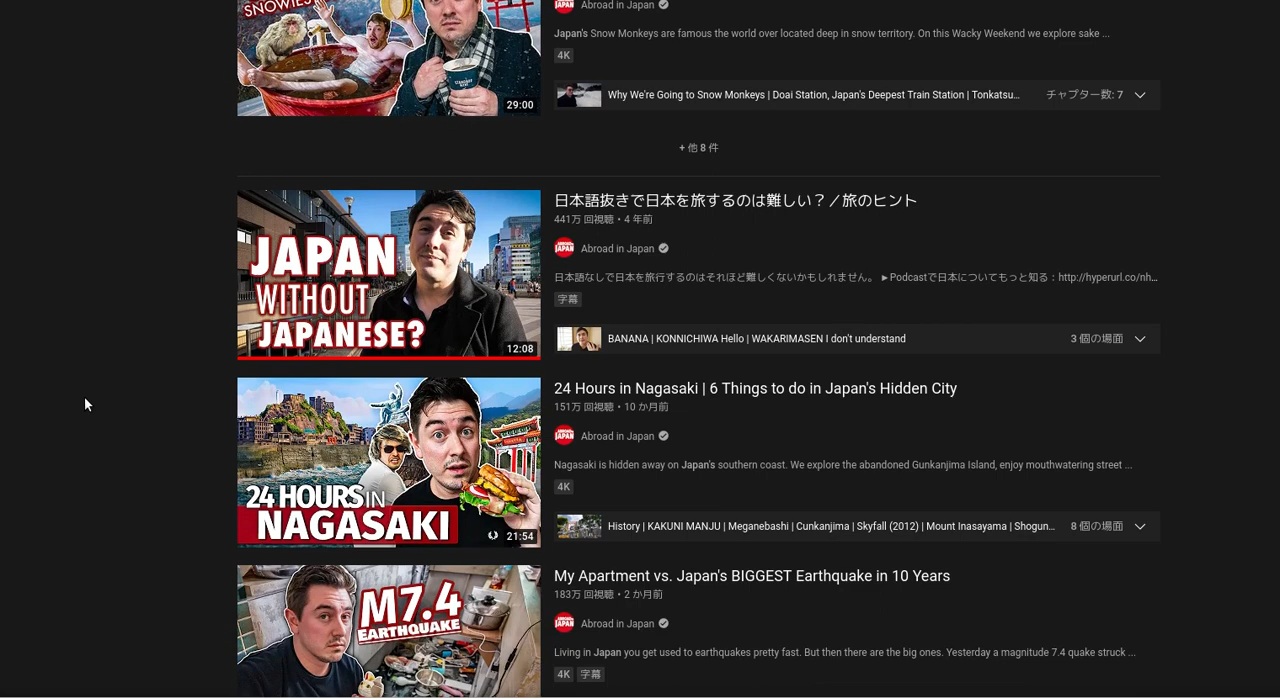 SNOWIES
29:00
Abroad in Japan
Japan's Snow Monkeys are famous the world over located deep in snow territory. On this Wacky Weekend we explore sake ...
4K
Why We're Going to Snow Monkeys | Doai Station, Japan's Deepest Train Station | Tonkatsu...
チャプター数: 7
+ 他 8 件
JAPAN
WITHOUT
JAPANESE?
12:08
日本語抜きで日本を旅するのは難しい？／旅のヒント
441万 回視聴・4 年前
ABROAD IN JAPAN
Abroad in Japan
日本語なしで日本を旅行するのはそれほど難しくないかもしれません。 ►Podcastで日本についてもっと知る：http://hyperurl.co/nh...
字幕
BANANA | KONNICHIWA Hello | WAKARIMASEN I don't understand
3 個の場面
24 HOURS IN
NAGASAKI
21:54
24 Hours in Nagasaki | 6 Things to do in Japan's Hidden City
151万 回視聴・10 か月前
ABROAD IN JAPAN
Abroad in Japan
Nagasaki is hidden away on Japan's southern coast. We explore the abandoned Gunkanjima Island, enjoy mouthwatering street ...
4K
History | KAKUNI MANJU | Meganebashi | Cunkanjima | Skyfall (2012) | Mount Inasayama | Shogun...
8 個の場面
M7.4
EARTHQUAKE
My Apartment vs. Japan's BIGGEST Earthquake in 10 Years
183万 回視聴・2 か月前
ABROAD IN JAPAN
Abroad in Japan
Living in Japan you get used to earthquakes pretty fast. But then there are the big ones. Yesterday a magnitude 7.4 quake struck ...
4K
字幕